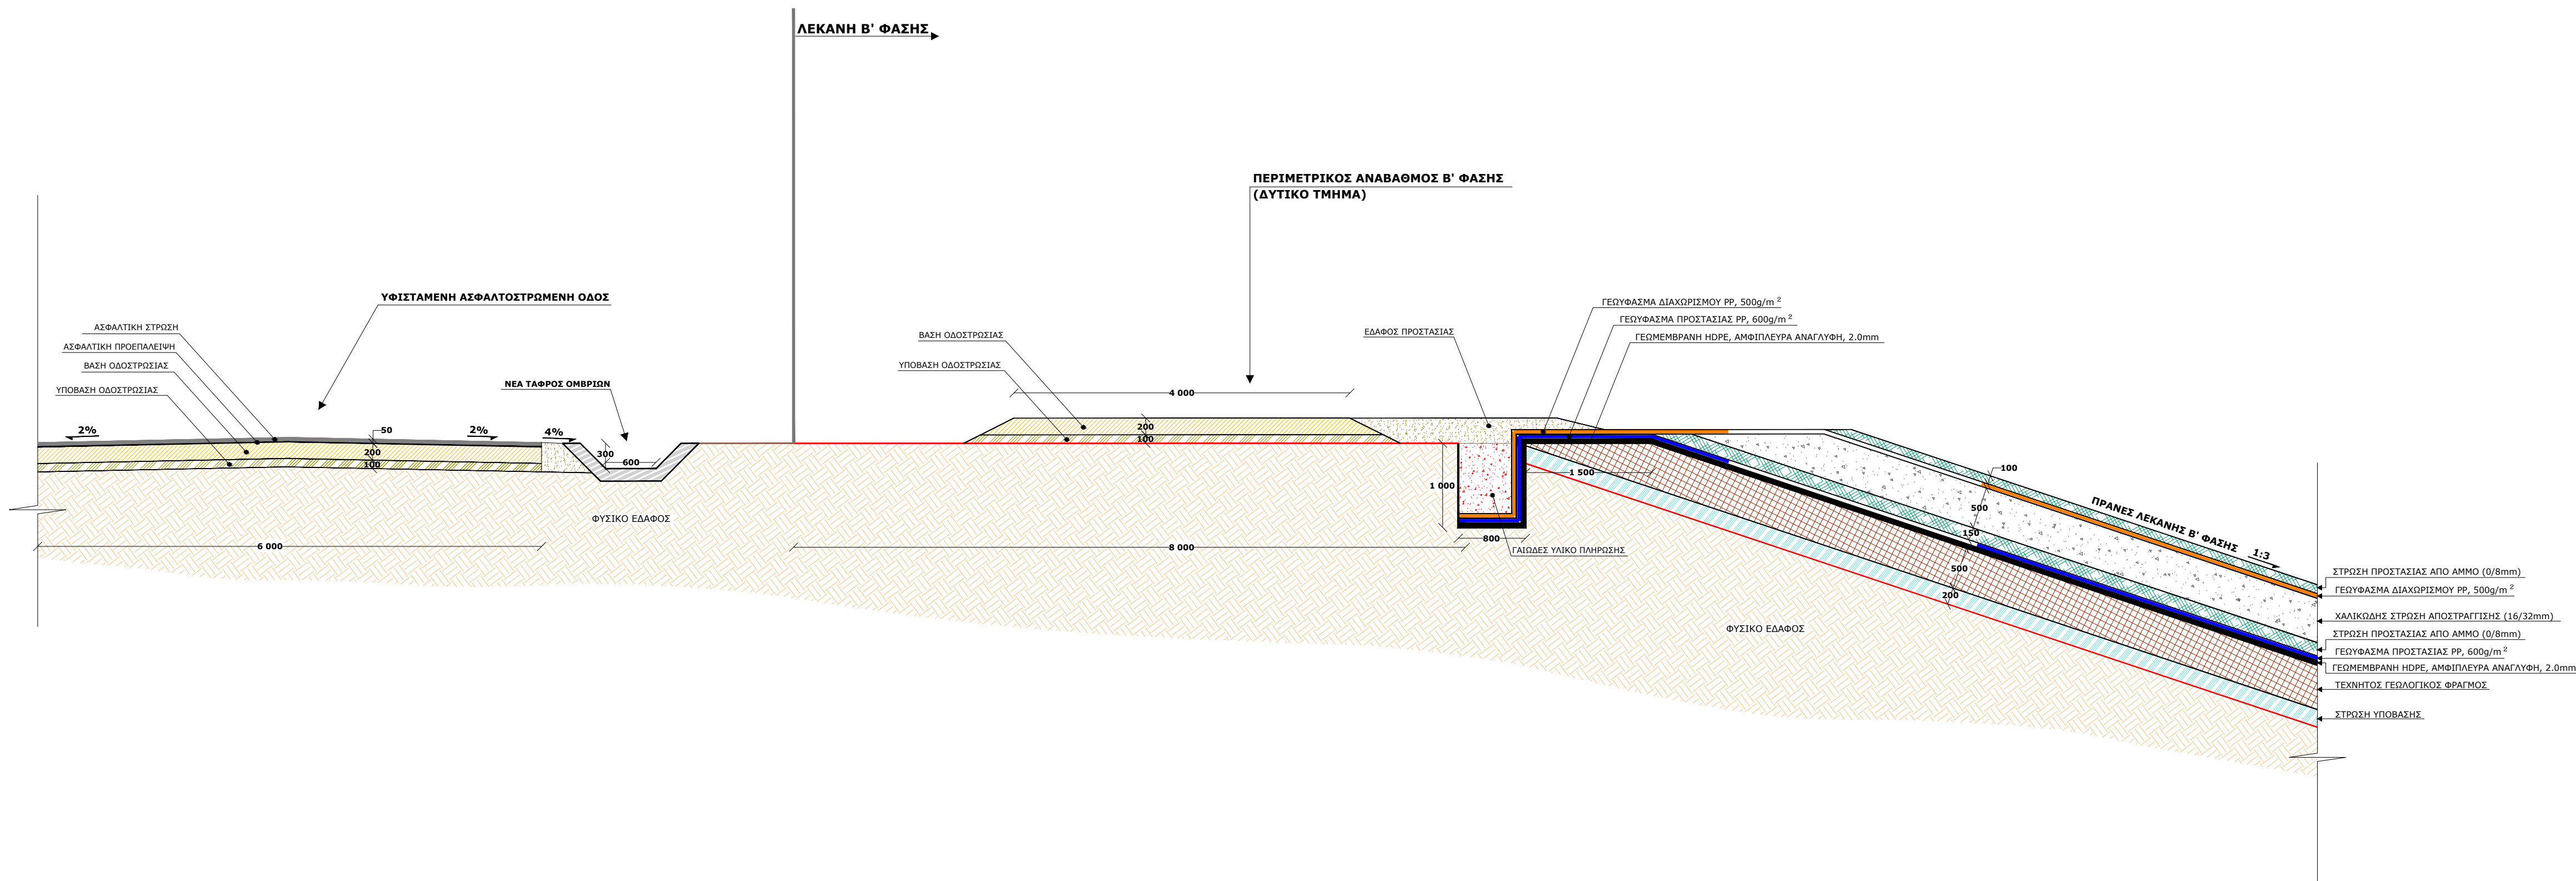 ΛΕΚΑΝΗ Β' ΦΑΣΗΣ
ΠΕΡΙΜΕΤΡΙΚΟΣ ΑΝΑΒΑΘΜΟΣ Β' ΦΑΣΗΣ
(ΔΥΤΙΚΟ ΤΜΗΜΑ)
ΥΦΙΣΤΑΜΕΝΗ ΑΣΦΑΛΤΟΣΤΡΩΜΕΝΗ ΟΔΟΣ
ΑΣΦΑΛΤΙΚΗ ΣΤΡΩΣΗ
ΑΣΦΑΛΤΙΚΗ ΠΡΟΕΠΑΛΕΙΨΗ
ΒΑΣΗ ΟΔΟΣΤΡΩΣΙΑΣ
ΥΠΟΒΑΣΗ ΟΔΟΣΤΡΩΣΙΑΣ
ΝΕΑ ΤΑΦΡΟΣ ΟΜΒΡΙΩΝ
2%
50
2%
4%
200
100
300
600
ΦΥΣΙΚΟ ΕΔΑΦΟΣ
6 000
ΒΑΣΗ ΟΔΟΣΤΡΩΣΙΑΣ
ΥΠΟΒΑΣΗ ΟΔΟΣΤΡΩΣΙΑΣ
4 000
200
100
8 000
ΕΔΑΦΟΣ ΠΡΟΣΤΑΣΙΑΣ
ΓΕΩΥΦΑΣΜΑ ΔΙΑΧΩΡΙΣΜΟΥ PP, 500g/m 2
ΓΕΩΥΦΑΣΜΑ ΠΡΟΣΤΑΣΙΑΣ PP, 600g/m 2
ΓΕΩΜΕΜΒΡΑΝΗ HDPE, ΑΜΦΙΠΛΕΥΡΑ ΑΝΑΓΛΥΦΗ, 2.0mm
1 500
1 000
800
ΓΑΙΩΔΕΣ ΥΛΙΚΟ ΠΛΗΡΩΣΗΣ
100
500
150
500
200
ΠΡΑΝΕΣ ΛΕΚΑΝΗΣ Β' ΦΑΣΗΣ
1:3
ΦΥΣΙΚΟ ΕΔΑΦΟΣ
ΣΤΡΩΣΗ ΠΡΟΣΤΑΣΙΑΣ ΑΠΟ ΑΜΜΟ (0/8mm)
ΓΕΩΥΦΑΣΜΑ ΔΙΑΧΩΡΙΣΜΟΥ PP, 500g/m 2
ΧΑΛΙΚΩΔΗΣ ΣΤΡΩΣΗ ΑΠΟΣΤΡΑΓΓΙΣΗΣ (16/32mm)
ΣΤΡΩΣΗ ΠΡΟΣΤΑΣΙΑΣ ΑΠΟ ΑΜΜΟ (0/8mm)
ΓΕΩΥΦΑΣΜΑ ΠΡΟΣΤΑΣΙΑΣ PP, 600g/m 2
ΓΕΩΜΕΜΒΡΑΝΗ HDPE, ΑΜΦΙΠΛΕΥΡΑ ΑΝΑΓΛΥΦΗ, 2.0mm
ΤΕΧΝΗΤΟΣ ΓΕΩΛΟΓΙΚΟΣ ΦΡΑΓΜΟΣ
ΣΤΡΩΣΗ ΥΠΟΒΑΣΗΣ